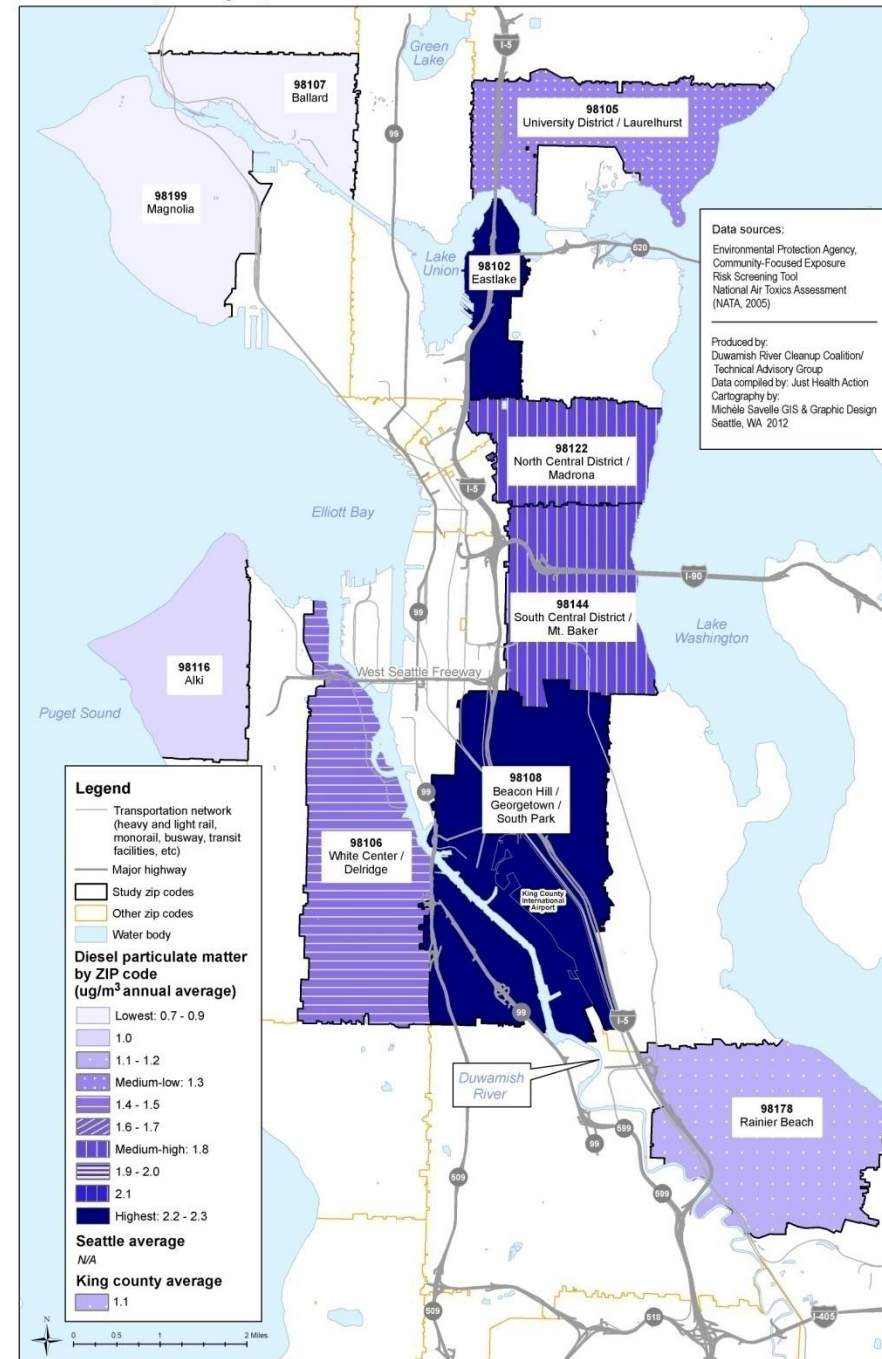 Green
Lake
I-5
98107
Ballard
98105
University District / Laurelhurst
99
98199
Magnolia
Data sources:
Environmental Protection Agency,
Community-Focused Exposure
Risk Screening Tool
National Air Toxics Assessment
(NATA, 2005)
Produced by:
Duwamish River Cleanup Coalition/
Technical Advisory Group
Data compiled by: Just Health Action
Cartography by:
Michèle Savelle GIS & Graphic Design
Seattle, WA 2012
520
Lake
Union
98102
Eastlake
98122
North Central District /
Madrona
I-5
Elliott Bay
I-90
98144
South Central District /
Mt. Baker
99
Lake
Washington
98116
Alki
West Seattle Freeway
Puget Sound
98108
Beacon Hill /
Georgetown /
South Park
99
98106
White Center /
Delridge
King County
International
Airport
99
I-5
Duwamish
River
98178
Rainier Beach
599
99
509
599
509
518
I-405
Legend
Transportation network
(heavy and light rail,
monorail, busway, transit
facilities, etc)
Major highway
Study zip codes
Other zip codes
Water body
Diesel particulate matter
by ZIP code
(ug/m³ annual average)
Lowest: 0.7 - 0.9
1.0
1.1 - 1.2
Medium-low: 1.3
1.4 - 1.5
1.6 - 1.7
Medium-high: 1.8
1.9 - 2.0
2.1
Highest: 2.2 - 2.3
Seattle average
N/A
King county average
1.1
N
0 0.5 1 2 Miles